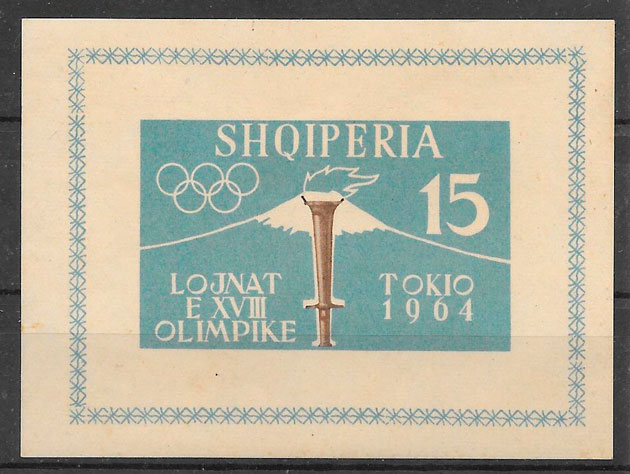 SHQIPERIA
15
LOJNAT
E XVIII
OLIMPIKE
TOKIO
1964